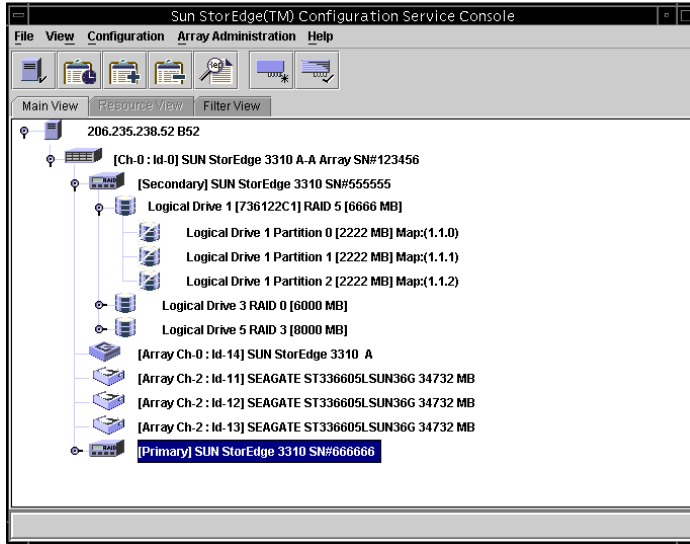 Sun StorEdge(TM) Configuration Service Console
File View Configuration Array Administration Help
Main View Resource View Filter View
206.235.238.52 B52
[Ch-0 : Id-0] SUN StorEdge 3310 A-A Array SN#123456
RAID [Secondary] SUN StorEdge 3310 SN#555555
Logical Drive 1 [736122C1] RAID 5 [6666 MB]
Logical Drive 1 Partition 0 [2222 MB] Map:(1.1.0)
Logical Drive 1 Partition 1 [2222 MB] Map:(1.1.1)
Logical Drive 1 Partition 2 [2222 MB] Map:(1.1.2)
Logical Drive 3 RAID 0 [6000 MB]
Logical Drive 5 RAID 3 [8000 MB]
[Array Ch-0 : Id-14] SUN StorEdge 3310 A
[Array Ch-2 : Id-11] SEAGATE ST336605LSUN36G 34732 MB
[Array Ch-2 : Id-12] SEAGATE ST336605LSUN36G 34732 MB
[Array Ch-2 : Id-13] SEAGATE ST336605LSUN36G 34732 MB
RAID [Primary] SUN StorEdge 3310 SN#666666